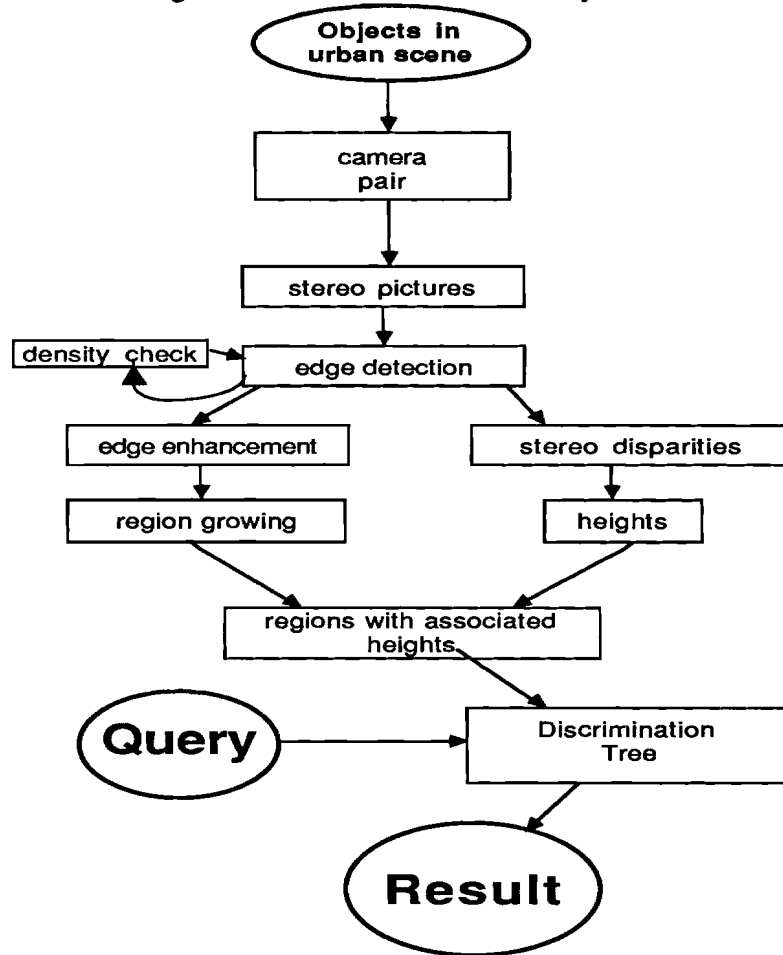 Objects in
urban scene
camera
pair
stereo pictures
density check
edge detection
edge enhancement
stereo disparities
region growing
heights
regions with associated
heights
Query
Discrimination
Tree
Result